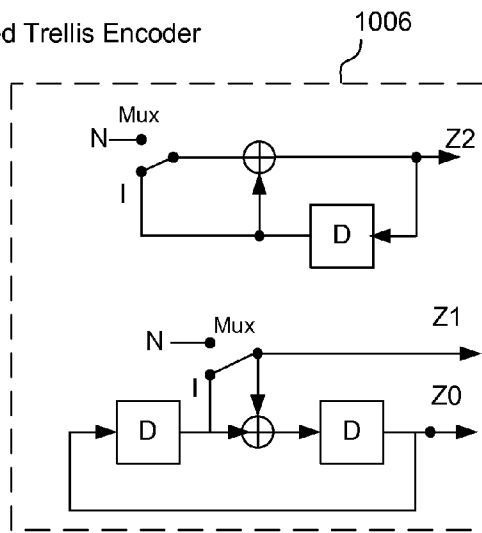 d Trellis Encoder
1006
Mux
N
Z2
I
D
Mux
Z1
N
I
Z0
D
D